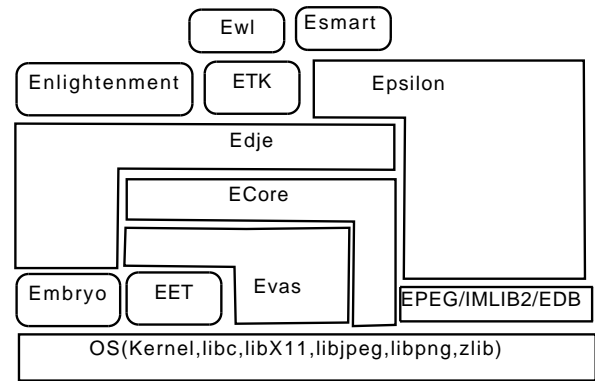 Ewl
Esmart
Enlightenment
ETK
Epsilon
Edje
ECore
Embryo
EET
Evas
EPEG/IMLIB2/EDB
OS(Kernel,libc,libX11,libjpeg,libpng,zlib)